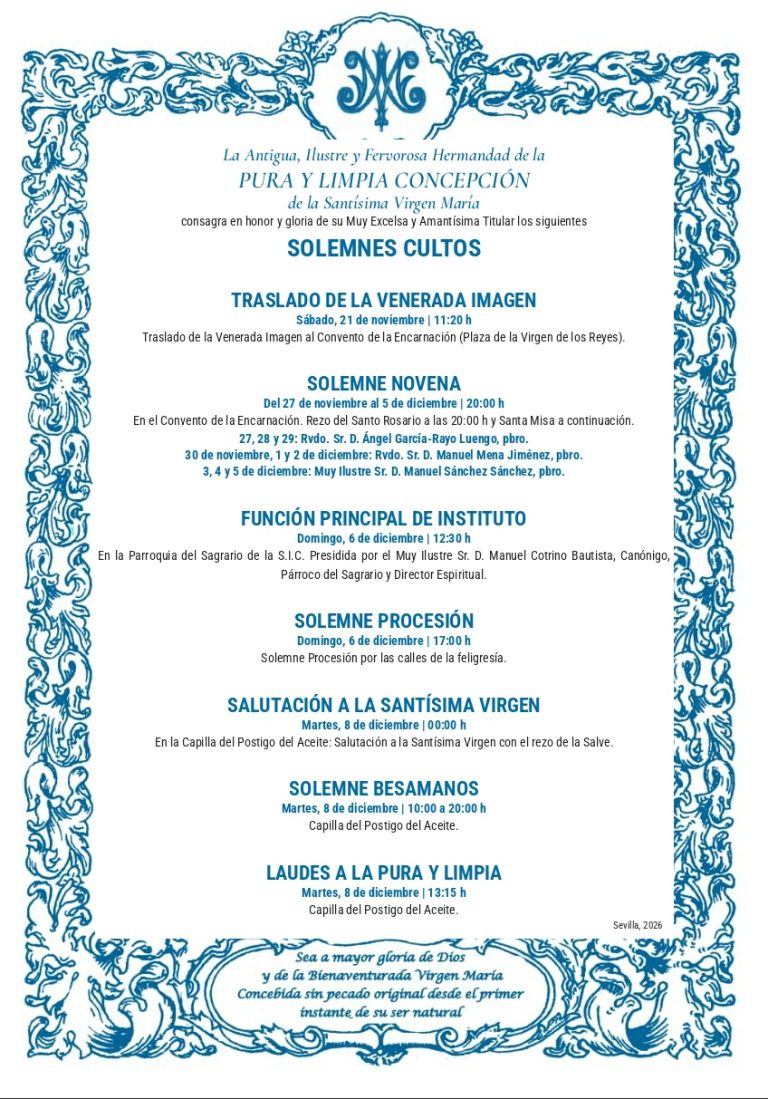 La Antigua, Ilustre y Fervorosa Hermandad de la
PURA Y LIMPIA CONCEPCIÓN
de la Santísima Virgen María
consagra en honor y gloria de su Muy Excelsa y Amantísima Titular los siguientes
SOLEMNES CULTOS
TRASLADO DE LA VENERADA IMAGEN
Sábado, 21 de noviembre | 11:20 h
Traslado de la Venerada Imagen al Convento de la Encarnación (Plaza de la Virgen de los Reyes).
SOLEMNE NOVENA
Del 27 de noviembre al 5 de diciembre | 20:00 h
En el Convento de la Encarnación. Rezo del Santo Rosario a las 20:00 h y Santa Misa a continuación.
27, 28 y 29: Rvdo. Sr. D. Ángel García-Rayo Luengo, pbro.
30 de noviembre, 1 y 2 de diciembre: Rvdo. Sr. D. Manuel Mena Jiménez, pbro.
3, 4 y 5 de diciembre: Muy Ilustre Sr. D. Manuel Sánchez Sánchez, pbro.
FUNCIÓN PRINCIPAL DE INSTITUTO
Domingo, 6 de diciembre | 12:30 h
En la Parroquia del Sagrario de la S.I.C. Presidida por el Muy Ilustre Sr. D. Manuel Cotrino Bautista, Canónigo,
Párroco del Sagrario y Director Espiritual.
SOLEMNE PROCESIÓN
Domingo, 6 de diciembre | 17:00 h
Solemne Procesión por las calles de la feligresía.
SALUTACIÓN A LA SANTÍSIMA VIRGEN
Martes, 8 de diciembre | 00:00 h
En la Capilla del Postigo del Aceite: Salutación a la Santísima Virgen con el rezo de la Salve.
SOLEMNE BESAMANOS
Martes, 8 de diciembre | 10:00 a 20:00 h
Capilla del Postigo del Aceite.
LAUDES A LA PURA Y LIMPIA
Martes, 8 de diciembre | 13:15 h
Capilla del Postigo del Aceite.
Sevilla, 2026
Sea a mayor gloria de Dios
y de la Bienaventurada Virgen María
Concebida sin pecado original desde el primer
instante de su ser natural